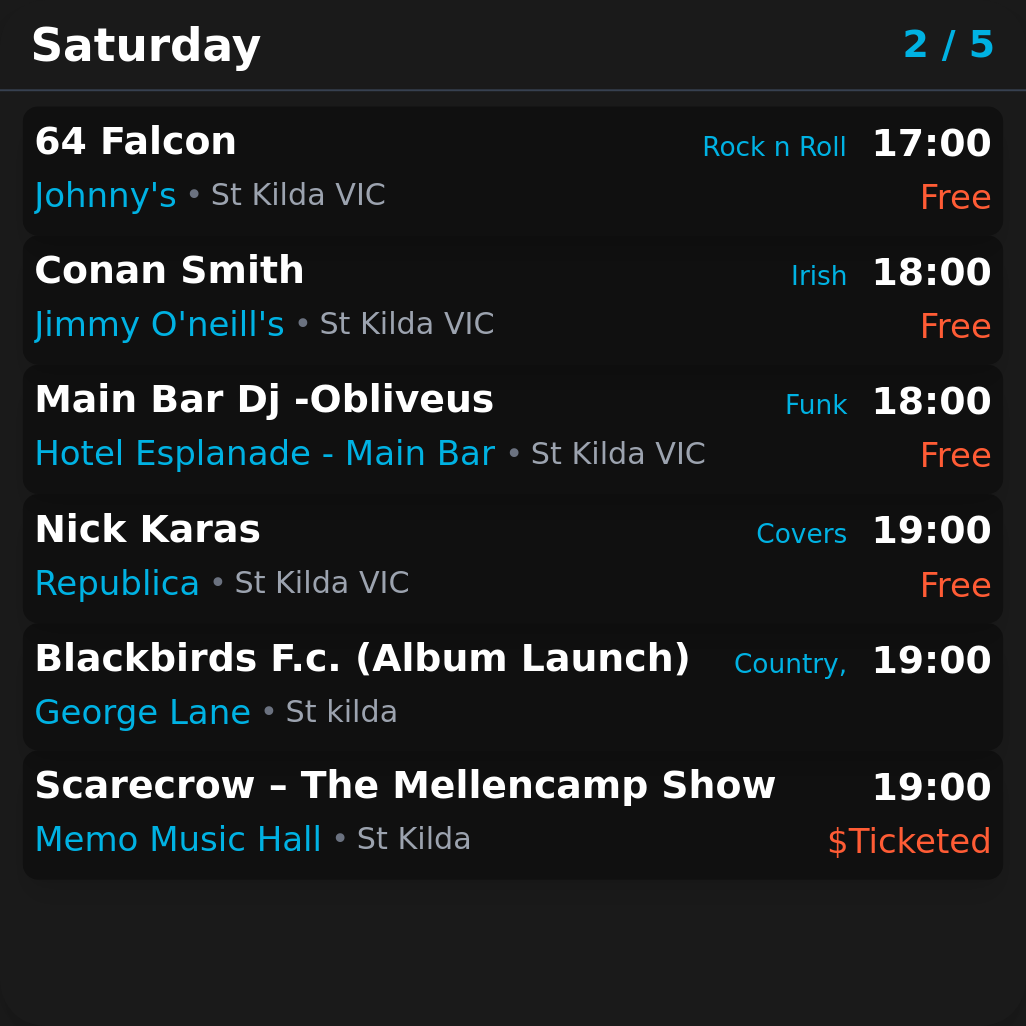 Saturday 2 / 5
64 Falcon Rock n Roll 17:00
Johnny's • St Kilda VIC Free
Conan Smith Irish 18:00
Jimmy O'neill's • St Kilda VIC Free
Main Bar Dj -Obliveus Funk 18:00
Hotel Esplanade - Main Bar • St Kilda VIC Free
Nick Karas Covers 19:00
Republica • St Kilda VIC Free
Blackbirds F.c. (Album Launch) Country, 19:00
George Lane • St kilda
Scarecrow – The Mellencamp Show 19:00
Memo Music Hall • St Kilda $Ticketed